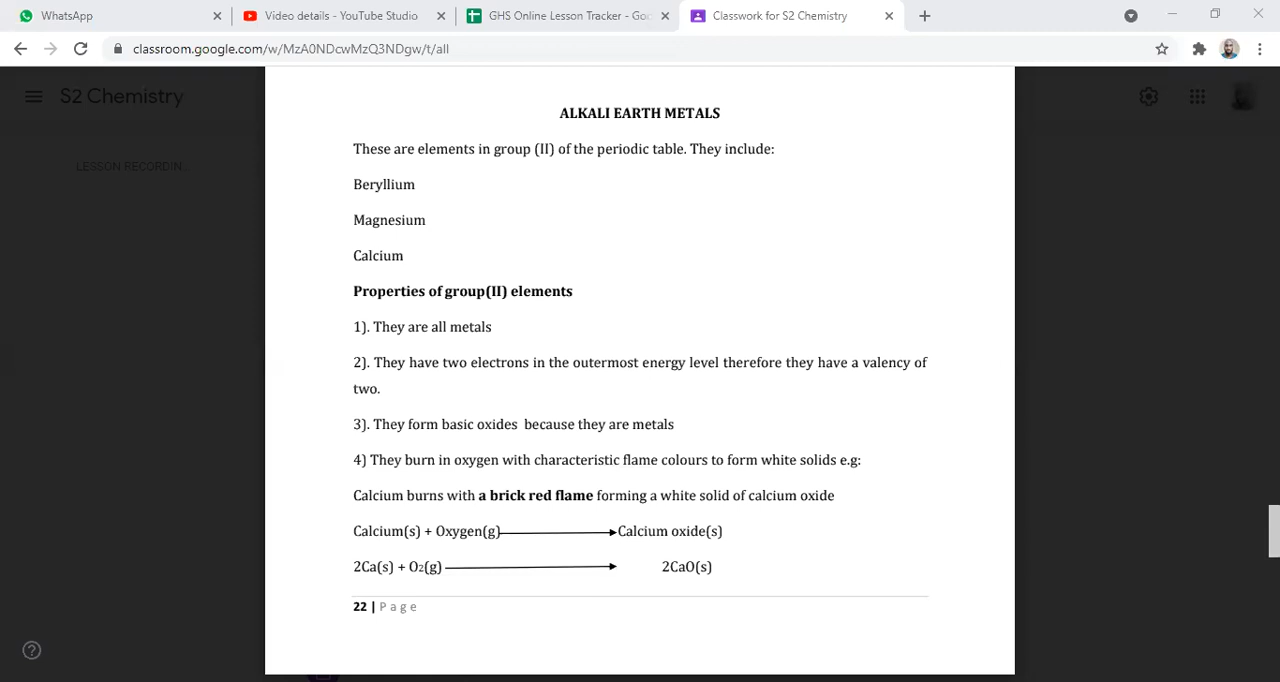 WhatsApp
Video details - YouTube Studio
GHS Online Lesson Tracker - Goo
Classwork for S2 Chemistry
classroom.google.com/w/MzA0NDcwMzQ3NDgw/t/all
S2 Chemistry
LESSON RECORDIN...
ALKALI EARTH METALS
These are elements in group (II) of the periodic table. They include:
Beryllium
Magnesium
Calcium
Properties of group(II) elements
1). They are all metals
2). They have two electrons in the outermost energy level therefore they have a valency of
two.
3). They form basic oxides because they are metals
4) They burn in oxygen with characteristic flame colours to form white solids e.g:
Calcium burns with a brick red flame forming a white solid of calcium oxide
Calcium(s) + Oxygen(g) Calcium oxide(s)
2Ca(s) + O2(g) 2CaO(s)
22 | Page